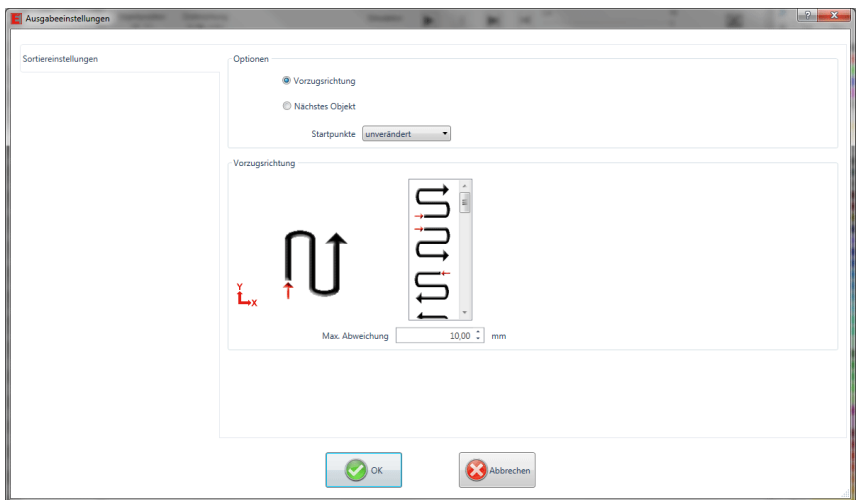 E Ausgabeeinstellungen
?
Sortiereinstellungen
Optionen
Vorzugsrichtung
Nächstes Objekt
Startpunkte unverändert
Vorzugsrichtung
Y
X
Max. Abweichung 10,00 mm
OK
Abbrechen